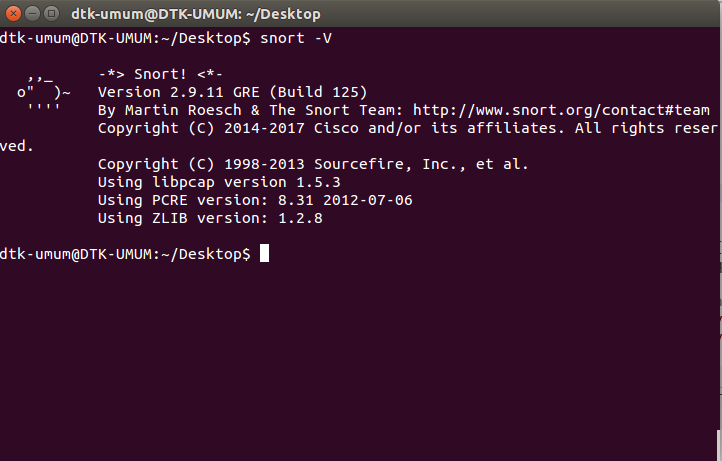 dtk-umum@DTK-UMUM: ~/Desktop
dtk-umum@DTK-UMUM:~/Desktop$ snort -V
   ,,_     -*> Snort! <*-
  o"  )~   Version 2.9.11 GRE (Build 125)
   ''''    By Martin Roesch & The Snort Team: http://www.snort.org/contact#team
           Copyright (C) 2014-2017 Cisco and/or its affiliates. All rights reser
ved.
           Copyright (C) 1998-2013 Sourcefire, Inc., et al.
           Using libpcap version 1.5.3
           Using PCRE version: 8.31 2012-07-06
           Using ZLIB version: 1.2.8
dtk-umum@DTK-UMUM:~/Desktop$